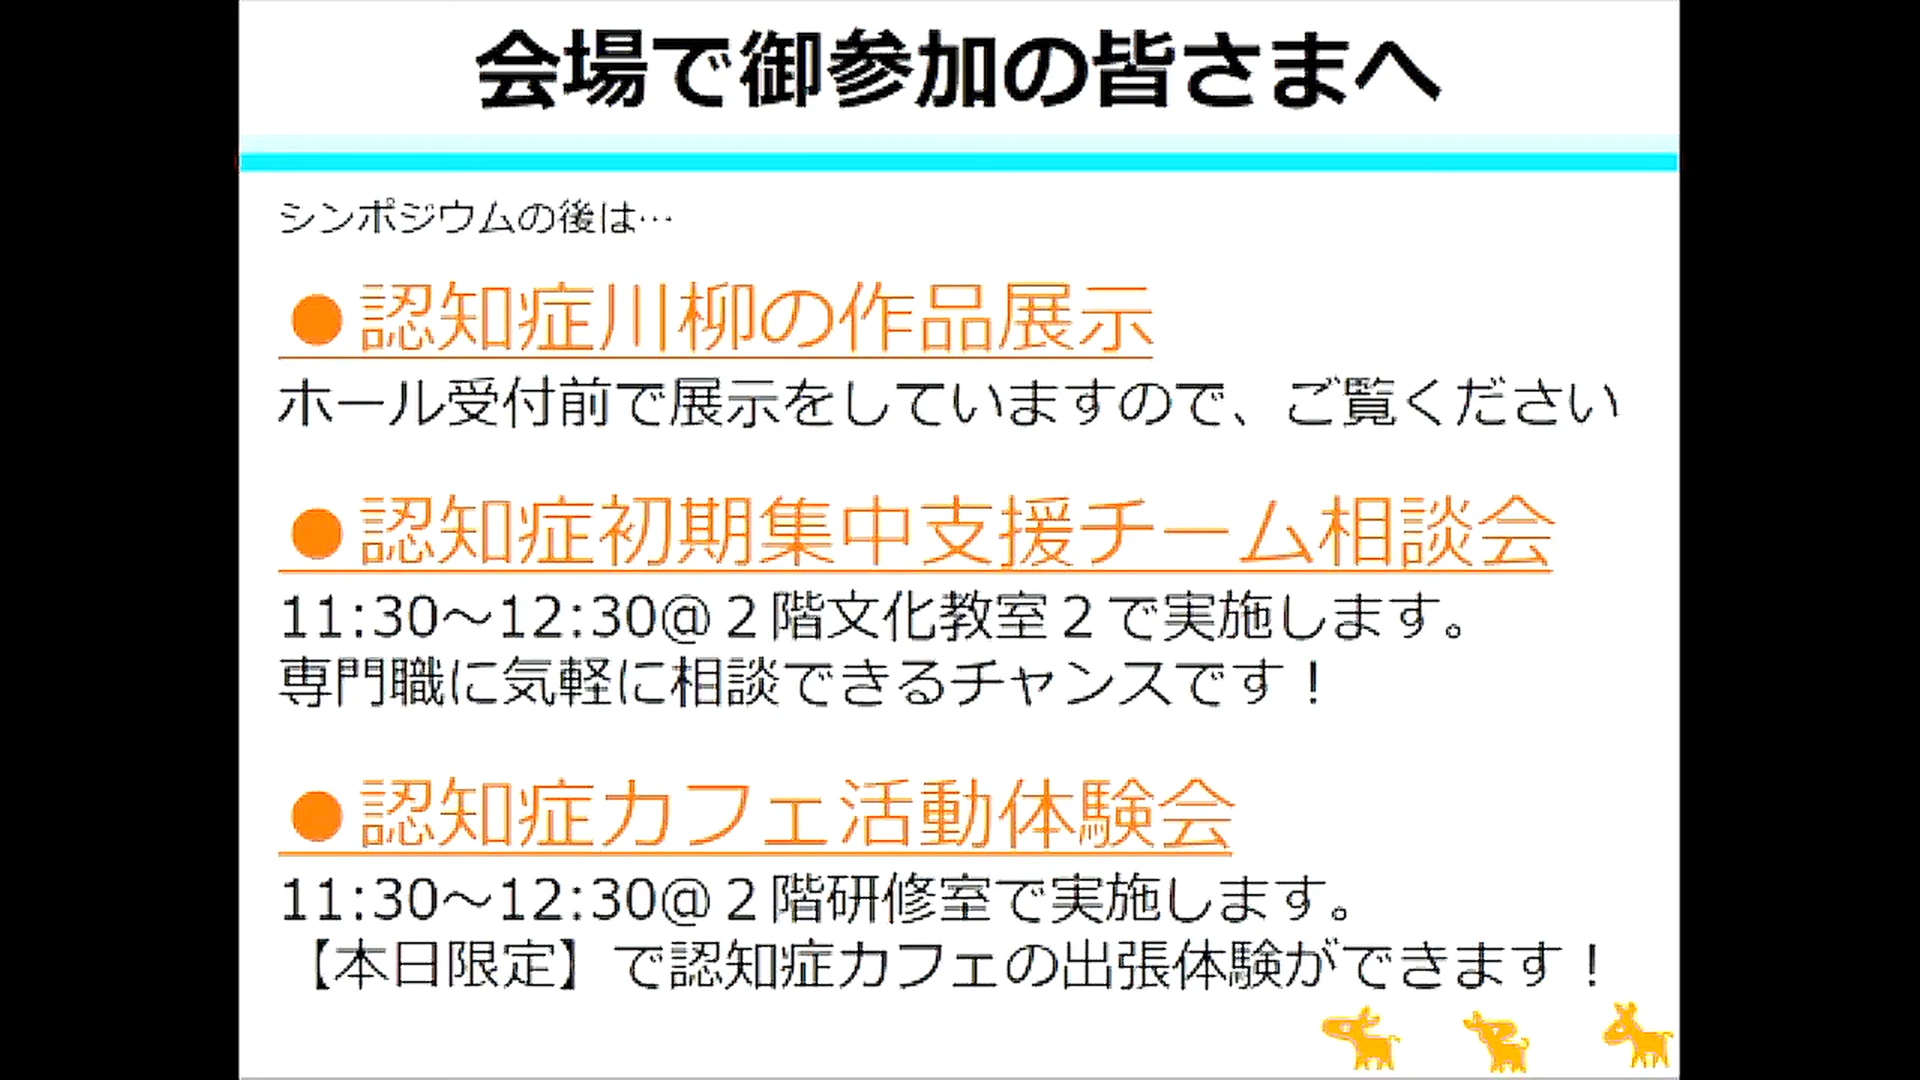 会場で御参加の皆さまへ
シンポジウムの後は…
●認知症川柳の作品展示
ホール受付前で展示をしていますので、ご覧ください
●認知症初期集中支援チーム相談会
11:30～12:30@２階文化教室２で実施します。
専門職に気軽に相談できるチャンスです！
●認知症カフェ活動体験会
11:30～12:30@２階研修室で実施します。
【本日限定】で認知症カフェの出張体験ができます！